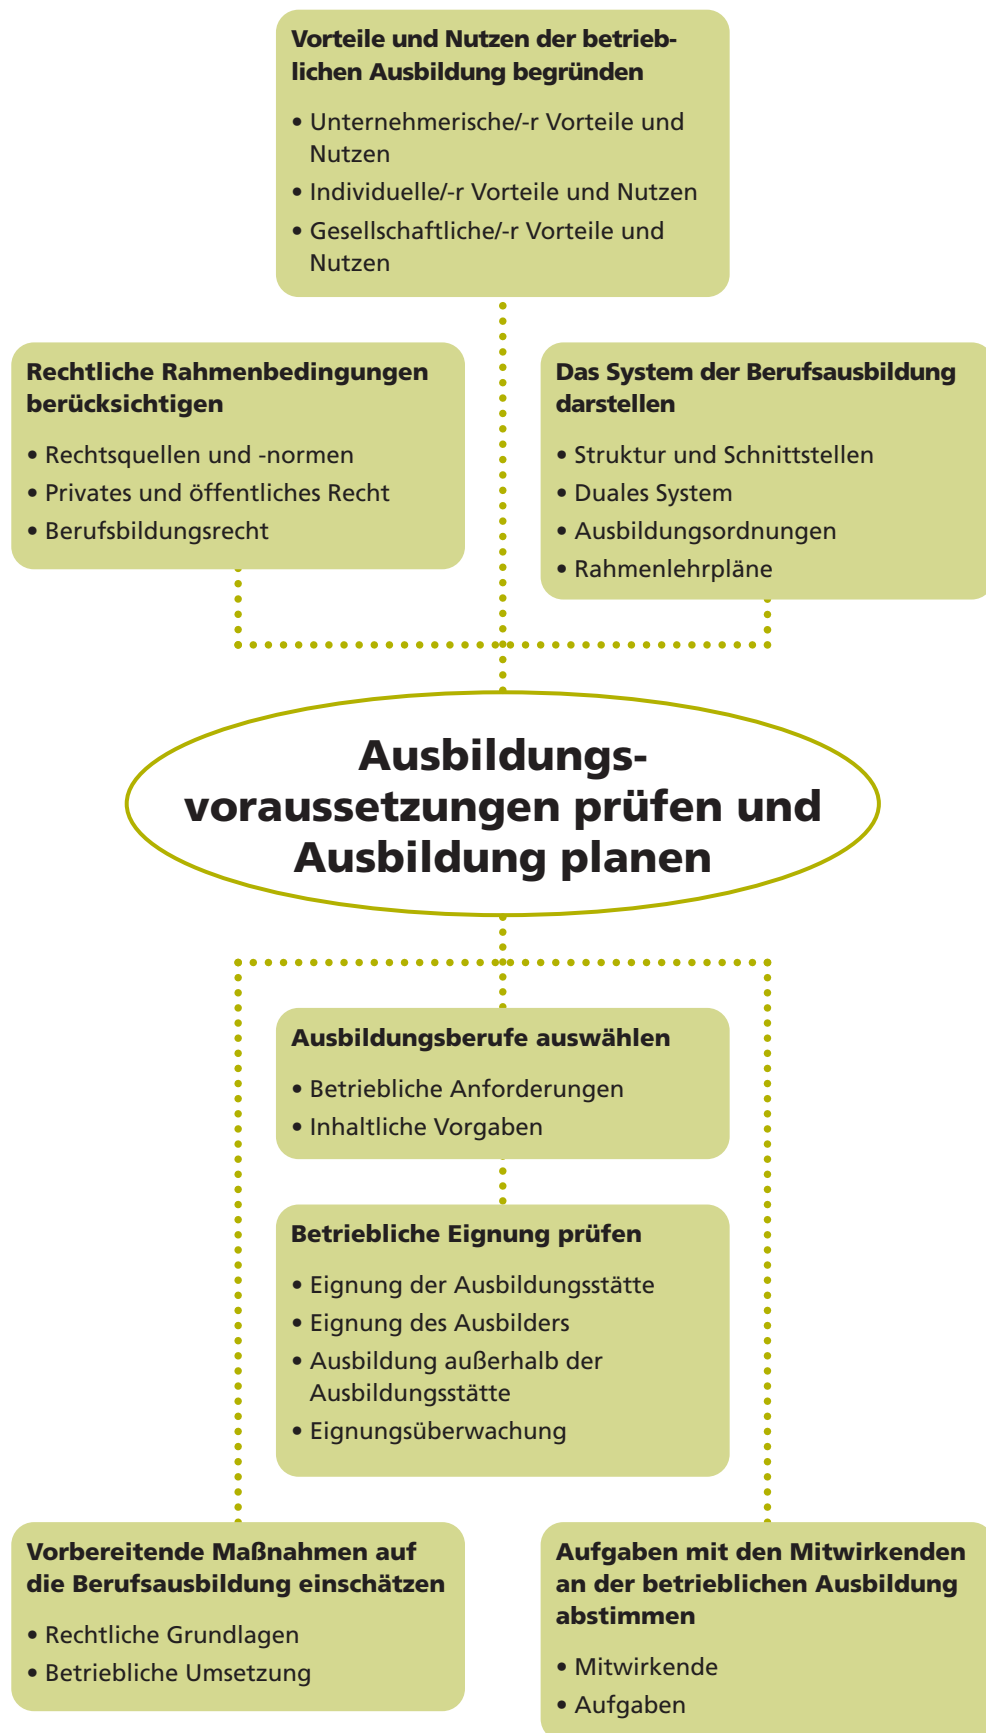 Vorteile und Nutzen der betrieb-
lichen Ausbildung begründen
• Unternehmerische/-r Vorteile und
Nutzen
• Individuelle/-r Vorteile und Nutzen
• Gesellschaftliche/-r Vorteile und
Nutzen
Rechtliche Rahmenbedingungen
berücksichtigen
• Rechtsquellen und -normen
• Privates und öffentliches Recht
• Berufsbildungsrecht
Das System der Berufsausbildung
darstellen
• Struktur und Schnittstellen
• Duales System
• Ausbildungsordnungen
• Rahmenlehrpläne
Ausbildungs-
voraussetzungen prüfen und
Ausbildung planen
Ausbildungsberufe auswählen
• Betriebliche Anforderungen
• Inhaltliche Vorgaben
Betriebliche Eignung prüfen
• Eignung der Ausbildungsstätte
• Eignung des Ausbilders
• Ausbildung außerhalb der
Ausbildungsstätte
• Eignungsüberwachung
Vorbereitende Maßnahmen auf
die Berufsausbildung einschätzen
• Rechtliche Grundlagen
• Betriebliche Umsetzung
Aufgaben mit den Mitwirkenden
an der betrieblichen Ausbildung
abstimmen
• Mitwirkende
• Aufgaben